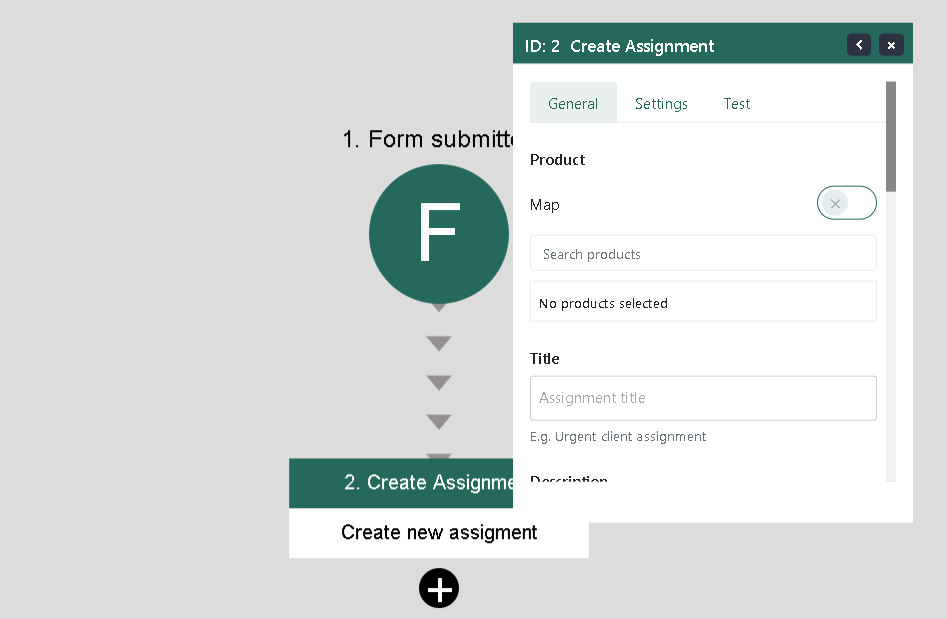 ID: 2 Create Assignment
General Settings Test
1. Form submitte
Product
F
Map
Search products
No products selected
Title
Assignment title
E.g. Urgent client assignment
Description
2. Create Assignme
Create new assigment